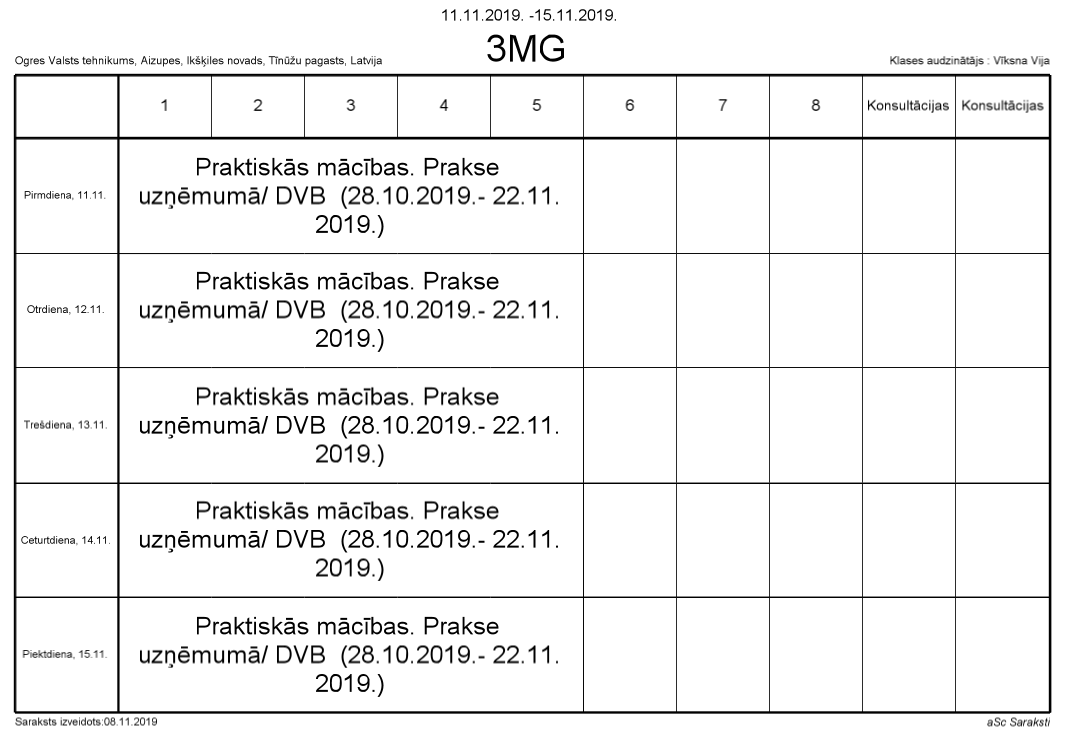 11.11.2019. -15.11.2019.
3MG
Ogres Valsts tehnikums, Aizupes, Ikšķiles novads, Tīnūžu pagasts, Latvija
Klases audzinātājs : Vīksna Vija
1 2 3 4 5 6 7 8 Konsultācijas Konsultācijas
Pirmdiena, 11.11.
Praktiskās mācības. Prakse
uzņēmumā/ DVB  (28.10.2019.- 22.11.
2019.)
Otrdiena, 12.11.
Praktiskās mācības. Prakse
uzņēmumā/ DVB  (28.10.2019.- 22.11.
2019.)
Trešdiena, 13.11.
Praktiskās mācības. Prakse
uzņēmumā/ DVB  (28.10.2019.- 22.11.
2019.)
Ceturtdiena, 14.11.
Praktiskās mācības. Prakse
uzņēmumā/ DVB  (28.10.2019.- 22.11.
2019.)
Piektdiena, 15.11.
Praktiskās mācības. Prakse
uzņēmumā/ DVB  (28.10.2019.- 22.11.
2019.)
Saraksts izveidots:08.11.2019
aSc Saraksti